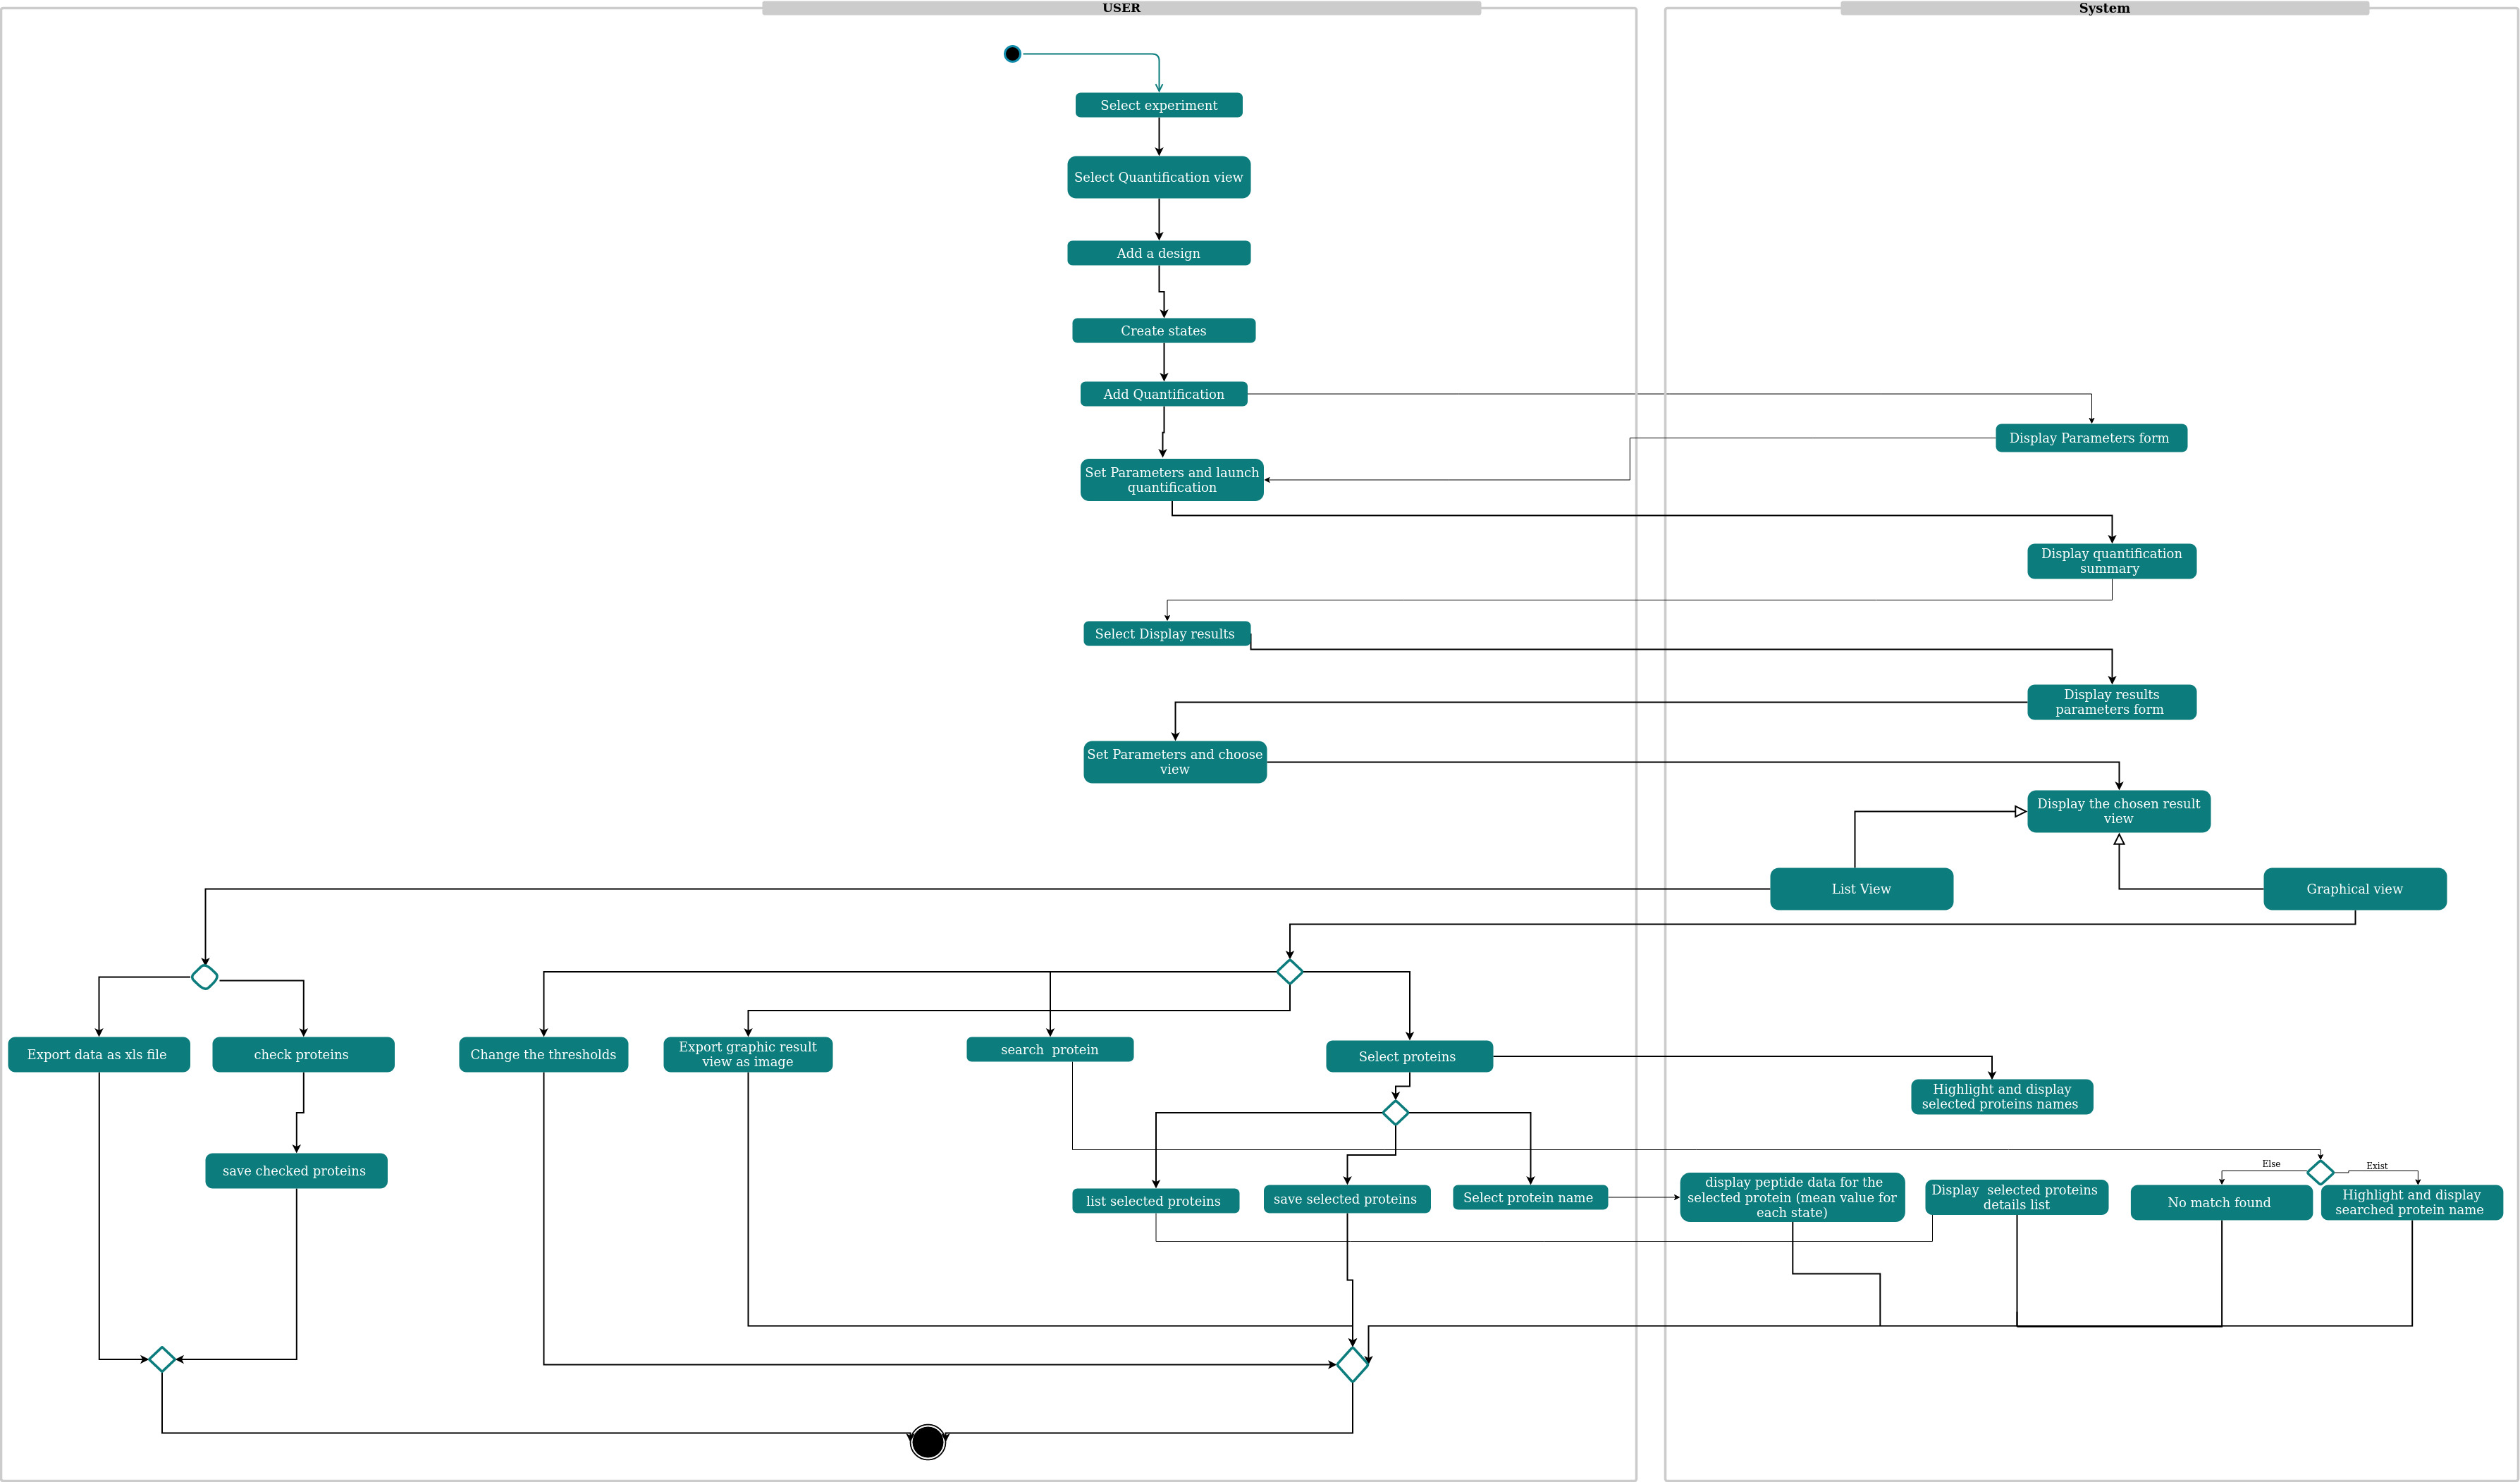 USER
System
Select experiment
Select Quantification view
Add a design
Create states
Add Quantification
Display Parameters form
Set Parameters and launch
quantification
Display quantification
summary
Select Display results
Display results
parameters form
Set Parameters and choose
view
Display the chosen result
view
List View
Graphical view
Export data as xls file
check proteins
Change the thresholds
Export graphic result
view as image
search  protein
Select proteins
Highlight and display
selected proteins names
save checked proteins
Else
Exist
list selected proteins
save selected proteins
Select protein name
display peptide data for the
selected protein (mean value for
each state)
Display  selected proteins
details list
No match found
Highlight and display
searched protein name